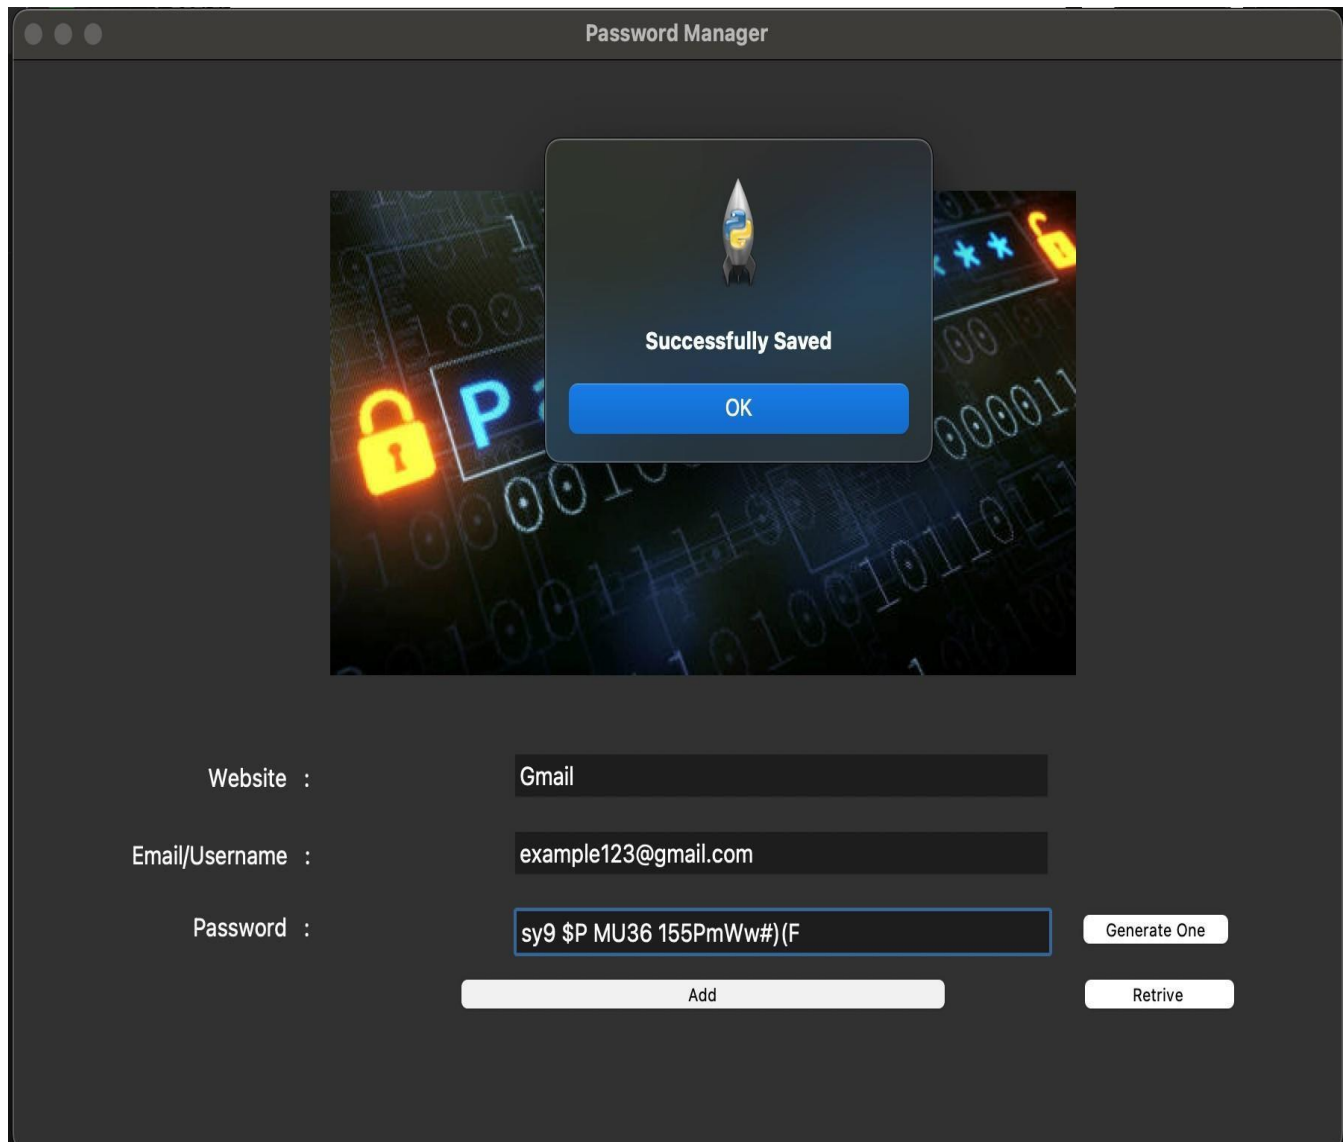 Password Manager
Successfully Saved
OK
Website :
Gmail
Email/Username :
example123@gmail.com
Password :
sy9 $P MU36 155PmWw#)(F
Generate One
Add
Retrive